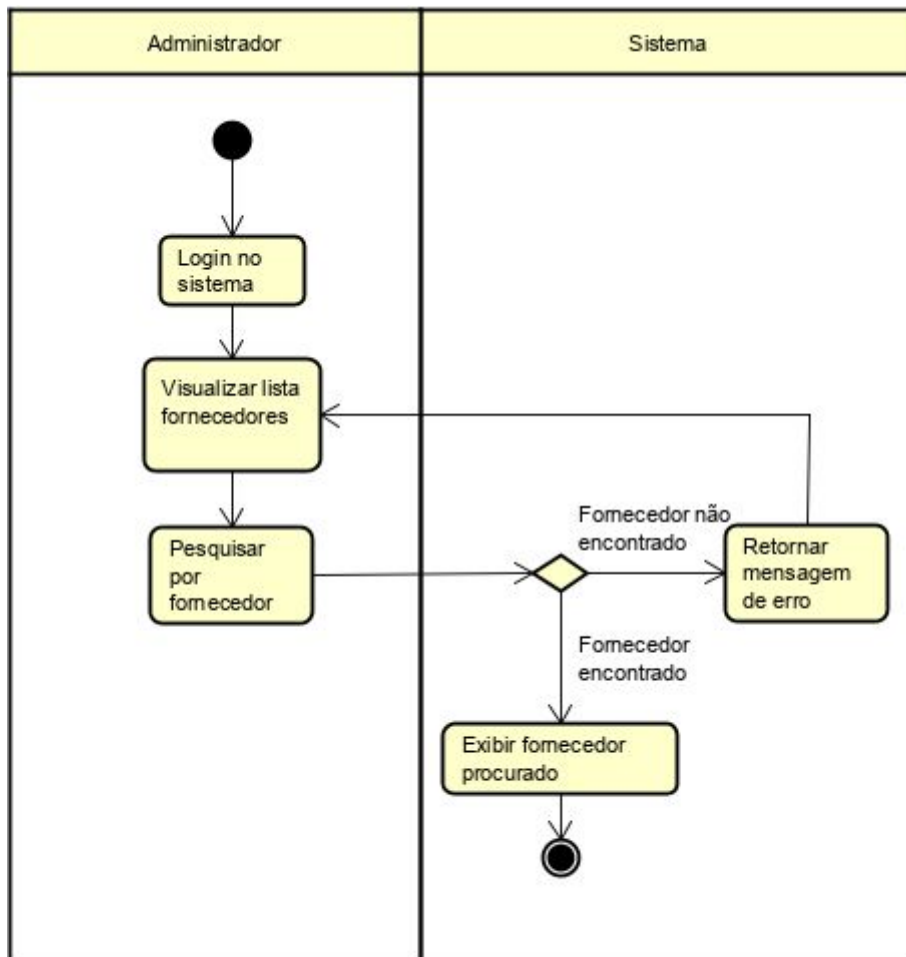 Administrador
Sistema
Login no
sistema
Visualizar lista
fornecedores
Pesquisar
por
fornecedor
Fornecedor não
encontrado
Retornar
mensagem
de erro
Fornecedor
encontrado
Exibir fornecedor
procurado